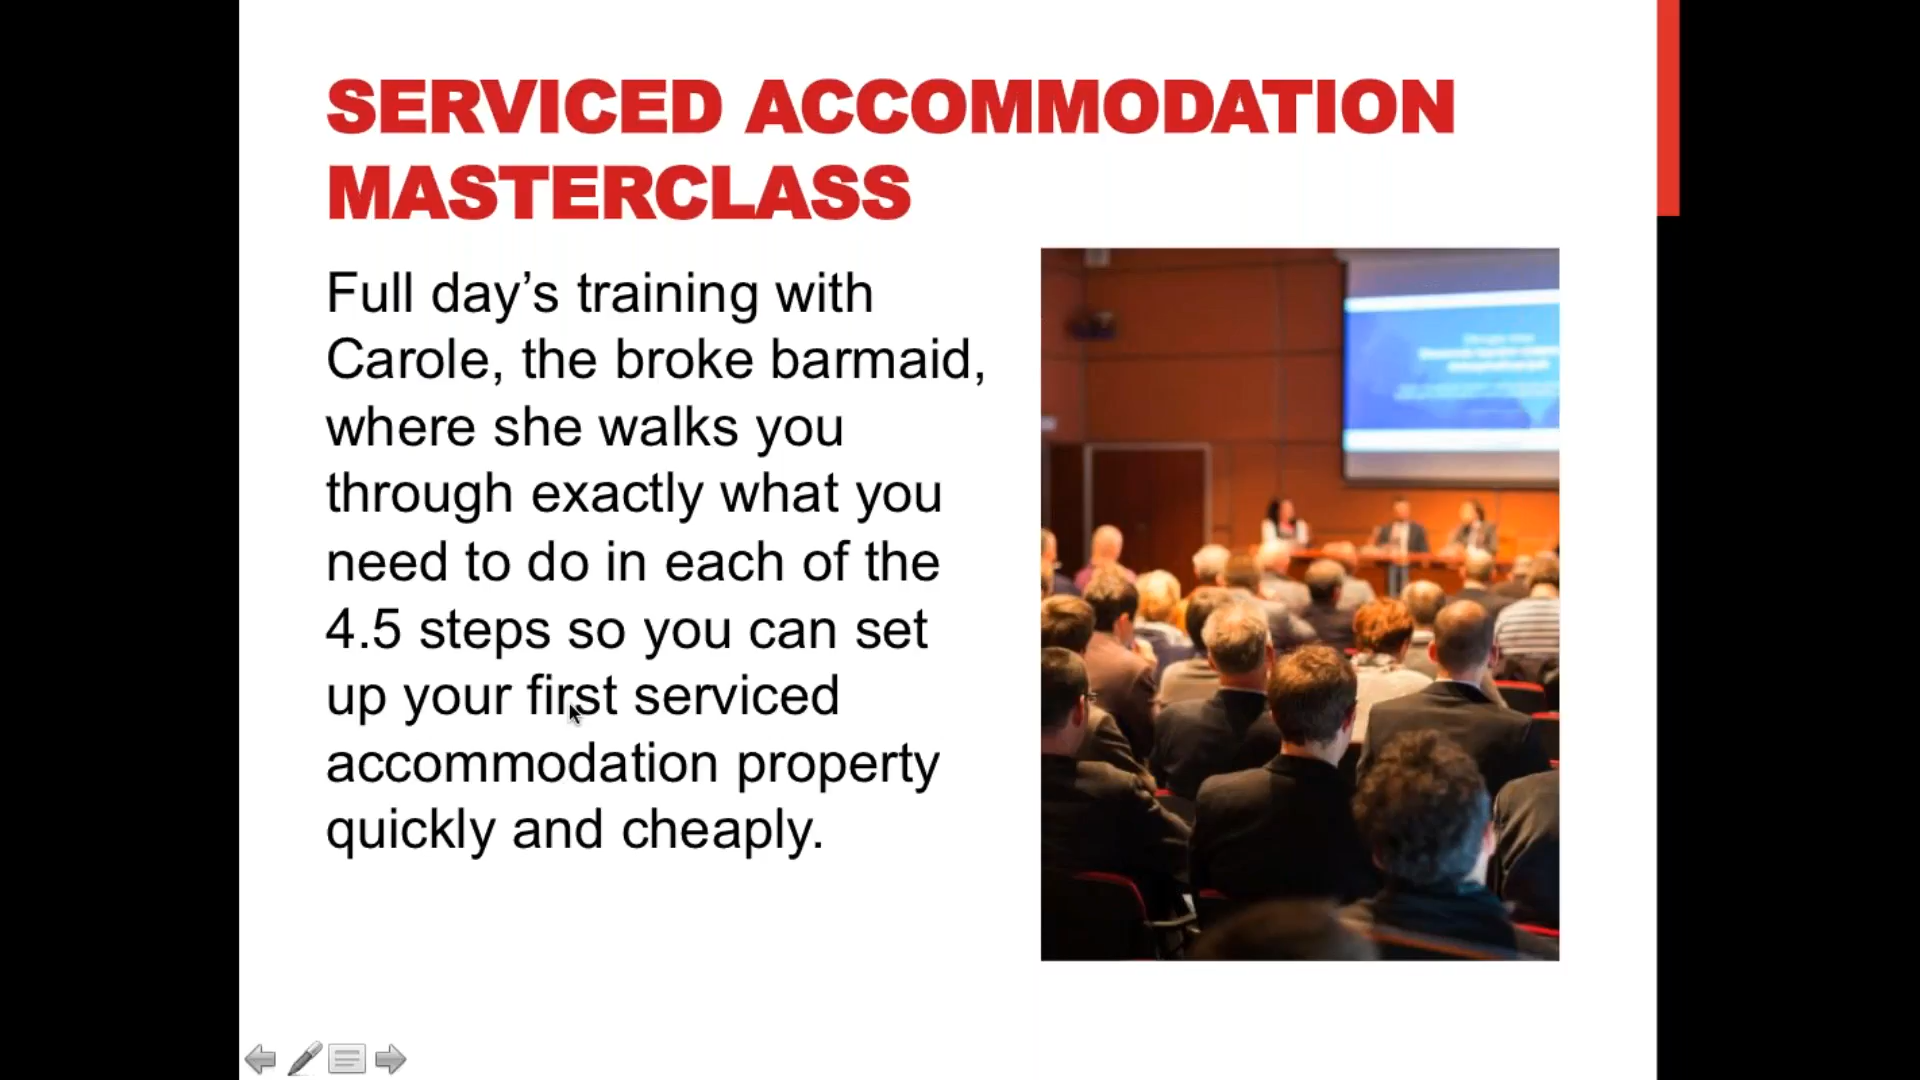 SERVICED ACCOMMODATION
MASTERCLASS
Full day’s training with
Carole, the broke barmaid,
where she walks you
through exactly what you
need to do in each of the
4.5 steps so you can set
up your first serviced
accommodation property
quickly and cheaply.